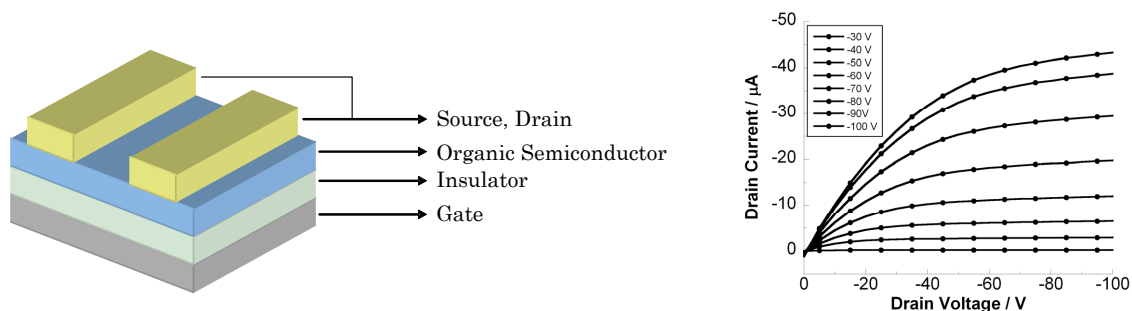 Source, Drain
Organic Semiconductor
Insulator
Gate
Drain Current / μA
-50
-40
-30
-20
-10
0
-30 V
-40 V
-50 V
-60 V
-70 V
-80 V
-90V
-100 V
0 -20 -40 -60 -80 -100
Drain Voltage / V